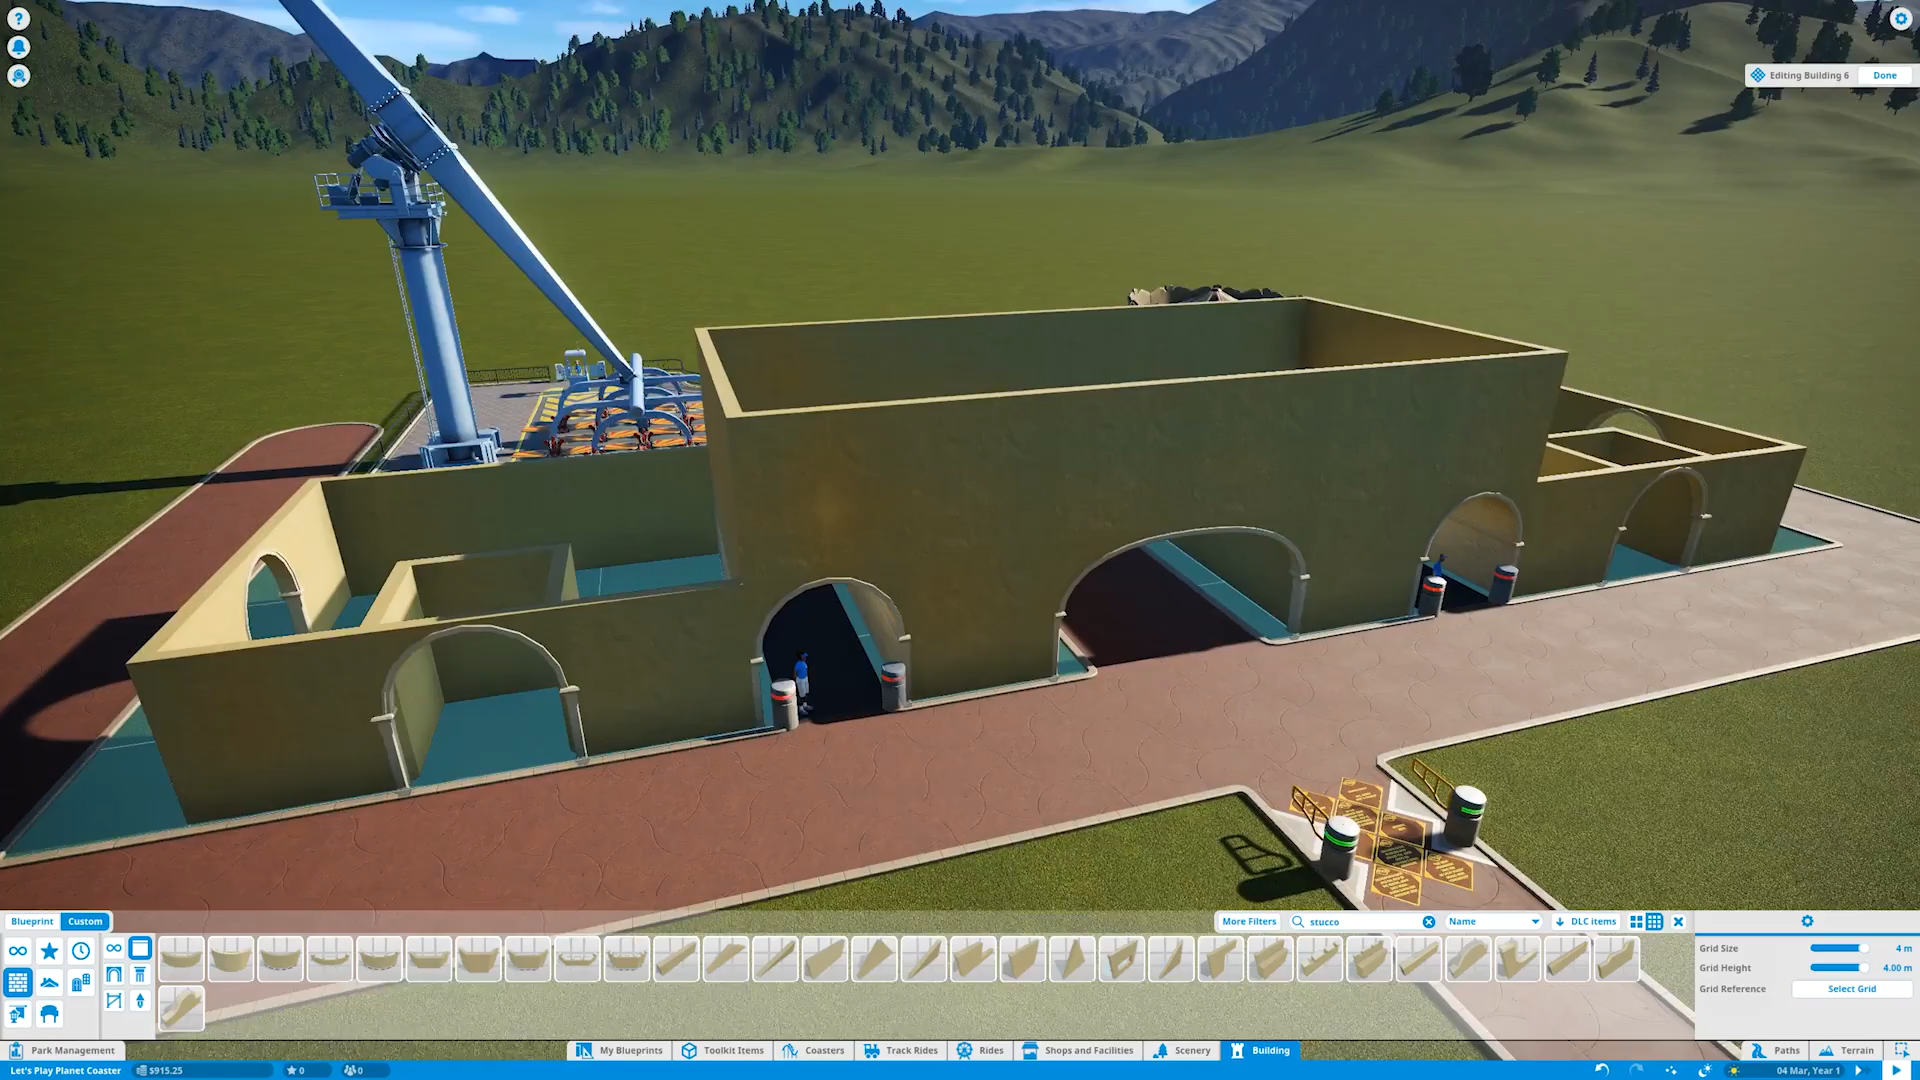 ?
Editing Building 6
Done
Blueprint
Custom
More Filters
stucco
Name
DLC items
Grid Size
4 m
Grid Height
4.00 m
Grid Reference
Select Grid
Park Management
My Blueprints
Toolkit Items
Coasters
Track Rides
Rides
Shops and Facilities
Scenery
Building
Paths
Terrain
Let's Play Planet Coaster
$915.25
0
0
04 Mar, Year 1